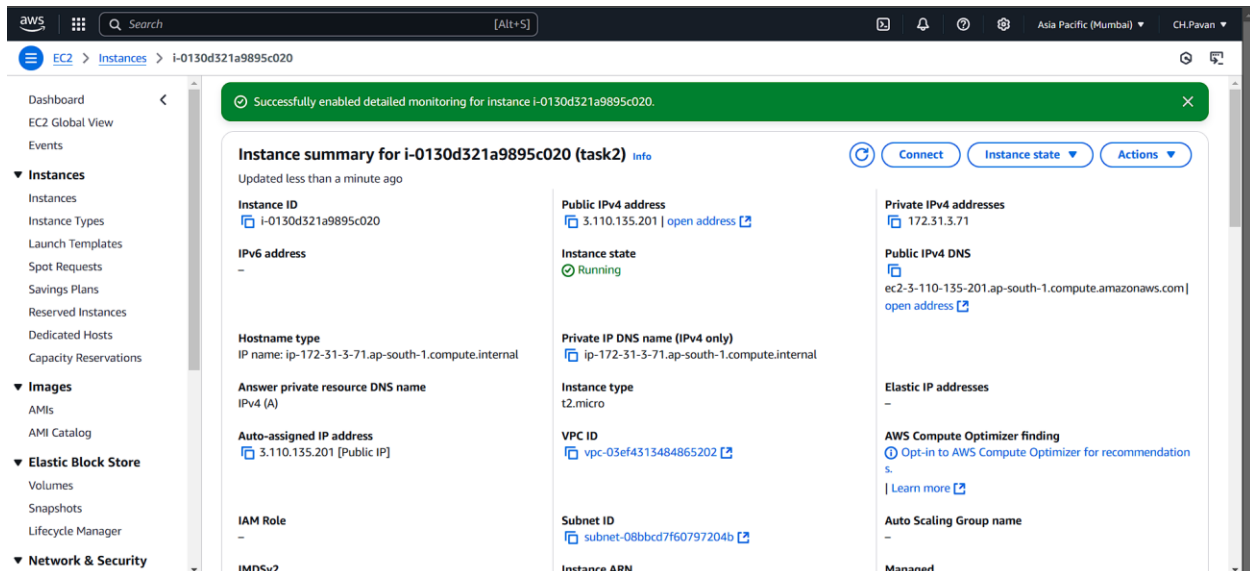 aws
Search [Alt+S]
Asia Pacific (Mumbai) CH.Pavan
EC2 > Instances > i-0130d321a9895c020
Dashboard
EC2 Global View
Events
Instances
Instances
Instance Types
Launch Templates
Spot Requests
Savings Plans
Reserved Instances
Dedicated Hosts
Capacity Reservations
Images
AMIs
AMI Catalog
Elastic Block Store
Volumes
Snapshots
Lifecycle Manager
Network & Security
Successfully enabled detailed monitoring for instance i-0130d321a9895c020.
Instance summary for i-0130d321a9895c020 (task2) Info
Connect Instance state Actions
Updated less than a minute ago
Instance ID
i-0130d321a9895c020
Public IPv4 address
3.110.135.201 | open address
Private IPv4 addresses
172.31.3.71
IPv6 address
–
Instance state
Running
Public IPv4 DNS
ec2-3-110-135-201.ap-south-1.compute.amazonaws.com |
open address
Hostname type
IP name: ip-172-31-3-71.ap-south-1.compute.internal
Private IP DNS name (IPv4 only)
ip-172-31-3-71.ap-south-1.compute.internal
Answer private resource DNS name
IPv4 (A)
Instance type
t2.micro
Elastic IP addresses
–
Auto-assigned IP address
3.110.135.201 [Public IP]
VPC ID
vpc-03ef4313484865202
AWS Compute Optimizer finding
Opt-in to AWS Compute Optimizer for recommendation
s.
| Learn more
IAM Role
–
Subnet ID
subnet-08bbcd7f60797204b
Auto Scaling Group name
–
IMDSv2
Instance ARN
Managed